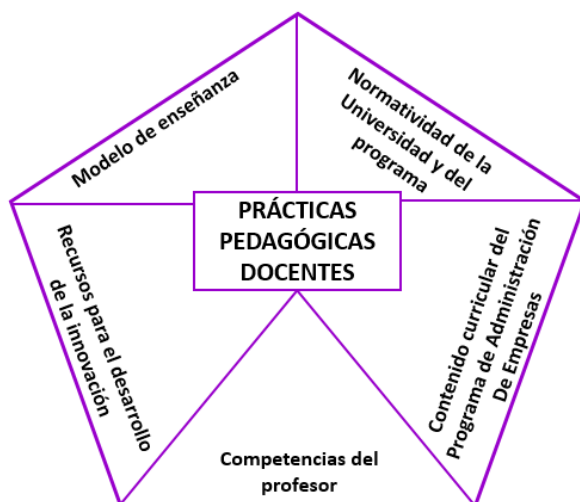 Modelo de enseñanza
Normatividad de la
Universidad y del
programa
PRÁCTICAS
PEDAGÓGICAS
DOCENTES
Recursos para el desarrollo
de la innovación
Contenido curricular del
Programa de Administración
De Empresas
Competencias del
profesor